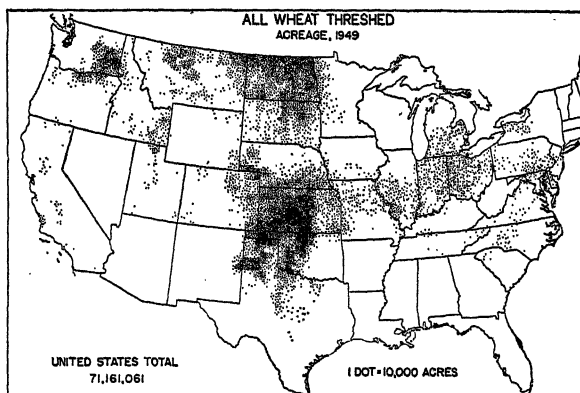 ALL WHEAT THRESHED
ACREAGE, 1949
UNITED STATES TOTAL
71,161,061
1 DOT=10,000 ACRES